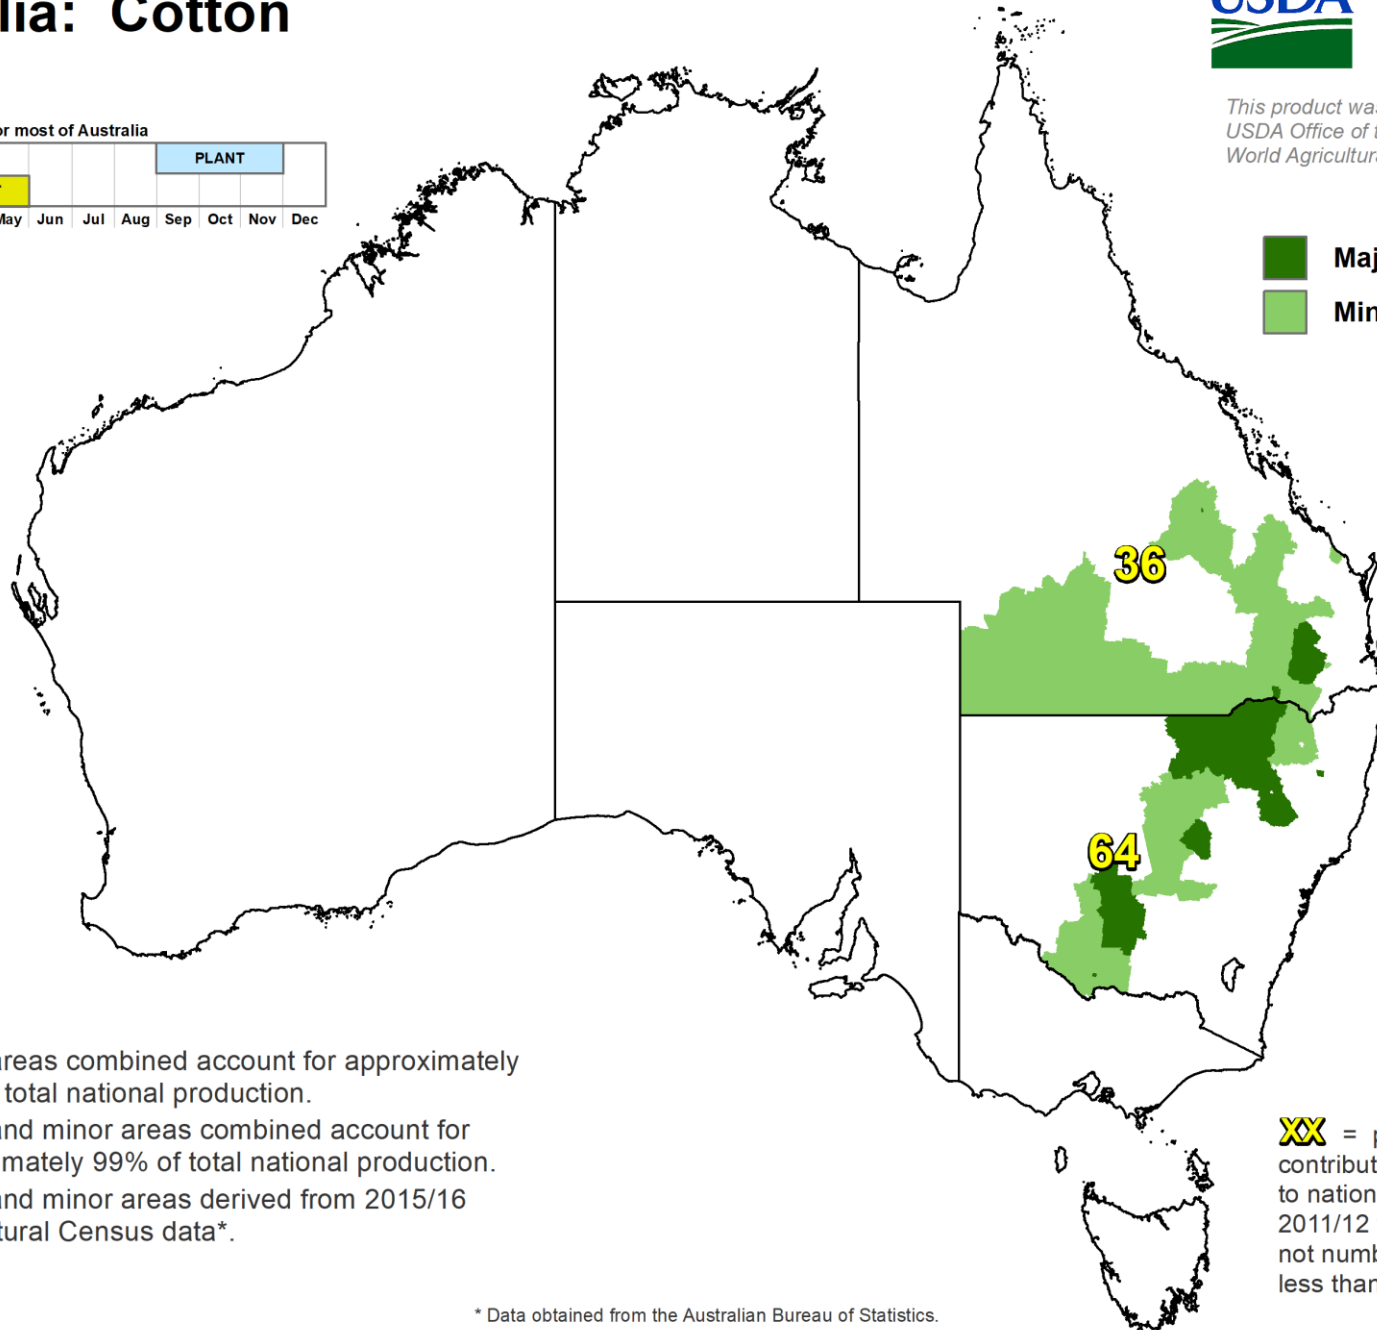 lia: Cotton
USDA
This product was
USDA Office of t
World Agricultura
or most of Australia
PLANT
May Jun Jul Aug Sep Oct Nov Dec
Maj
Min
36
64
areas combined account for approximately
total national production.
and minor areas combined account for
mately 99% of total national production.
and minor areas derived from 2015/16
tural Census data*.
XX = p
contribut
to nation
2011/12
not numb
less than
* Data obtained from the Australian Bureau of Statistics.